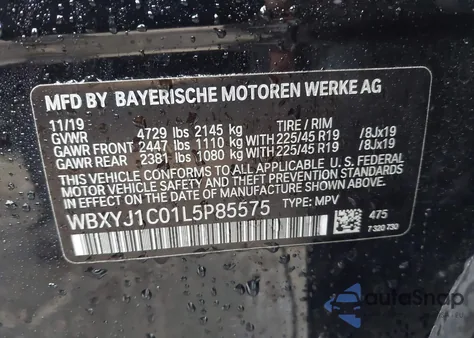 MFD BY BAYERISCHE MOTOREN WERKE AG
11/19 TIRE / RIM
GVWR 4729 lbs 2145 kg
GAWR FRONT 2447 lbs 1110 kg WITH 225/45 R19 /8Jx19
GAWR REAR 2381 lbs 1080 kg WITH 225/45 R19 /8Jx19
THIS VEHICLE CONFORMS TO ALL APPLICABLE U. S. FEDERAL
MOTOR VEHICLE SAFETY AND THEFT PREVENTION STANDARDS
IN EFFECT ON THE DATE OF MANUFACTURE SHOWN ABOVE.
WBXYJ1C01L5P85575 TYPE: MPV
475
7 320 730
autoSnap